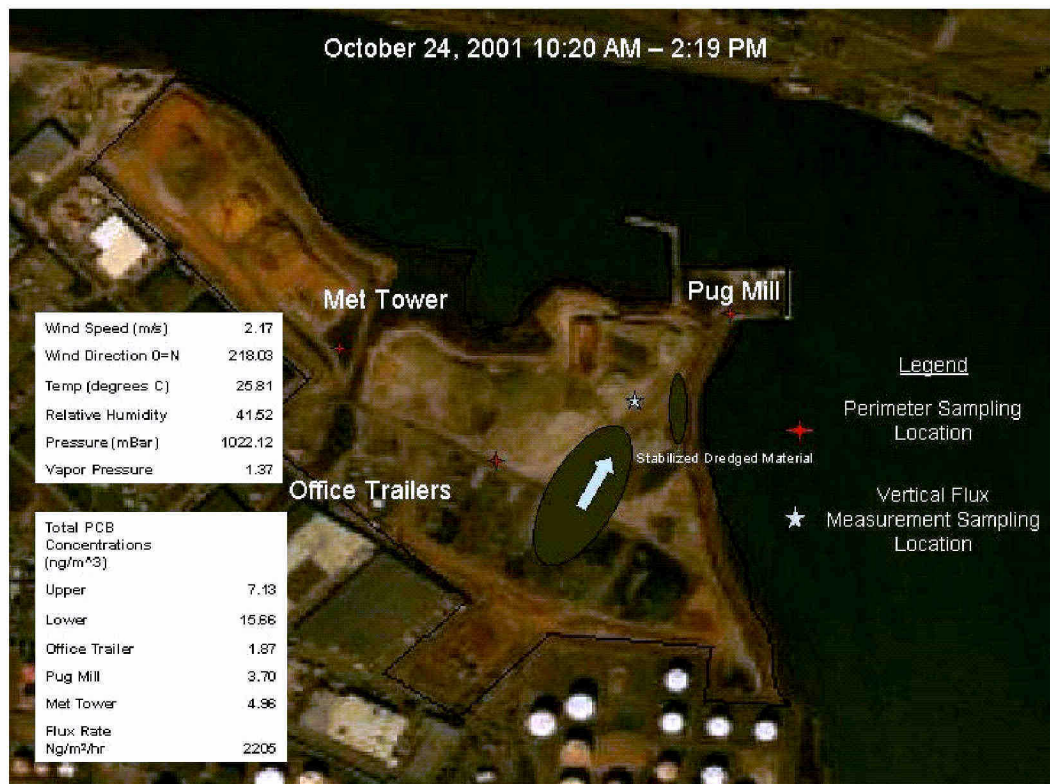 October 24, 2001 10:20 AM – 2:19 PM
Met Tower
Pug Mill
Wind Speed (m/s) 2.17
Wind Direction 0=N 218.03
Temp (degrees C) 25.81
Relative Humidity 41.52
Pressure (mBar) 1022.12
Vapor Pressure 1.37
Legend
Perimeter Sampling
Location
Stabilized Dredged Material
Office Trailers
Vertical Flux
Measurement Sampling
Location
Total PCB
Concentrations
(ng/m^3)
Upper 7.13
Lower 15.66
Office Trailer 1.87
Pug Mill 3.70
Met Tower 4.96
Flux Rate
Ng/m²/hr 2205